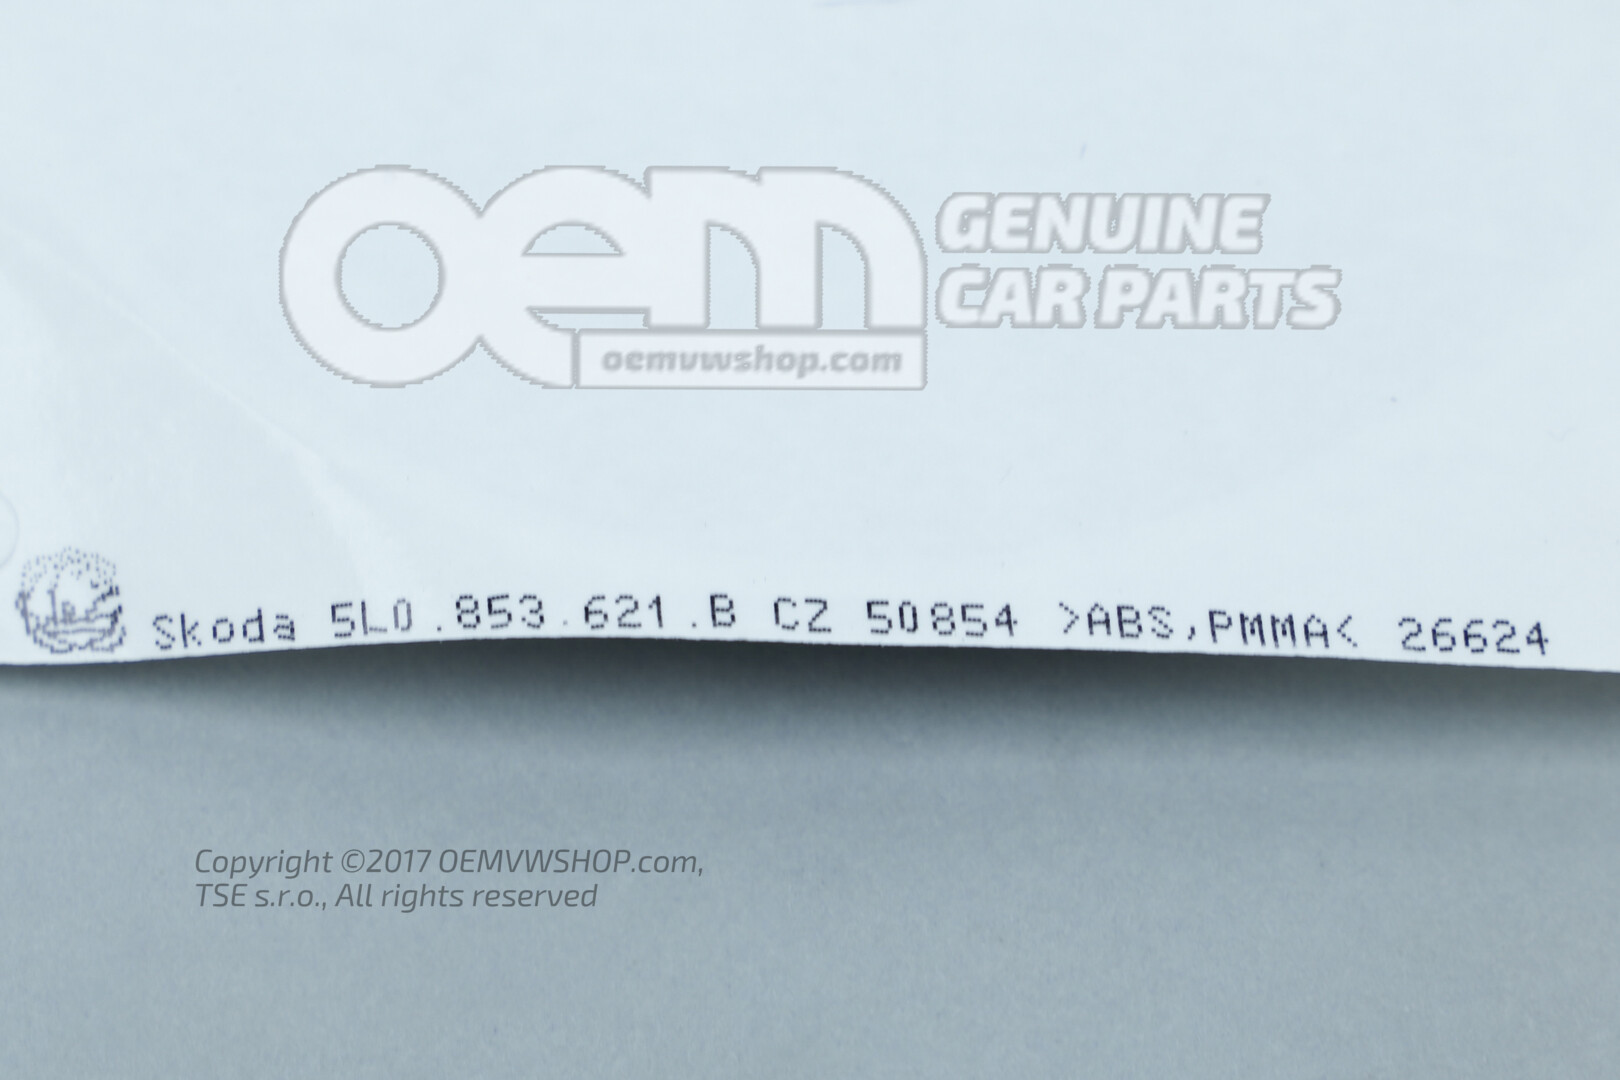 oem GENUINE
CAR PARTS
oemvwshop.com
Skoda 5L0.853.621.B CZ 50854 >ABS,PMMA< 26624
Copyright ©2017 OEMVWSHOP.com,
TSE s.r.o., All rights reserved